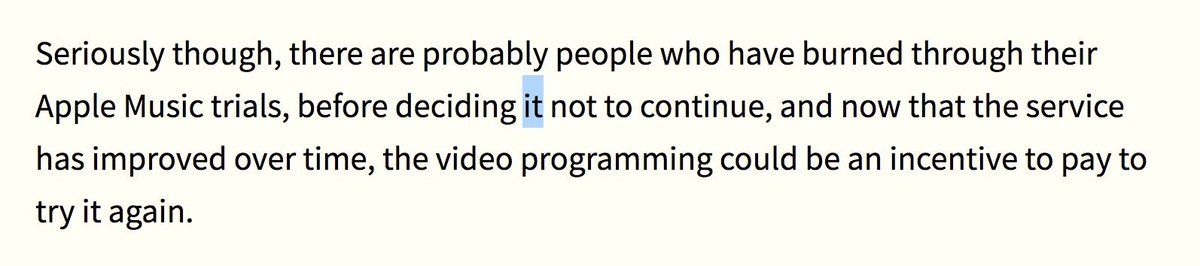 Seriously though, there are probably people who have burned through their
Apple Music trials, before deciding it not to continue, and now that the service
has improved over time, the video programming could be an incentive to pay to
try it again.